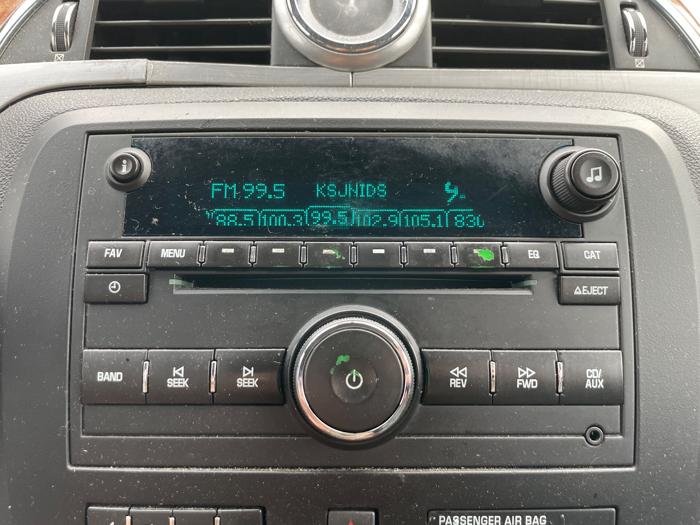 FM 99.5 KSJNIDS
88.5 100.3 99.5 102.9 105.1 830
FAV MENU EQ CAT
EJECT
BAND SEEK SEEK REV FWD CD/AUX
PASSENGER AIR BAG